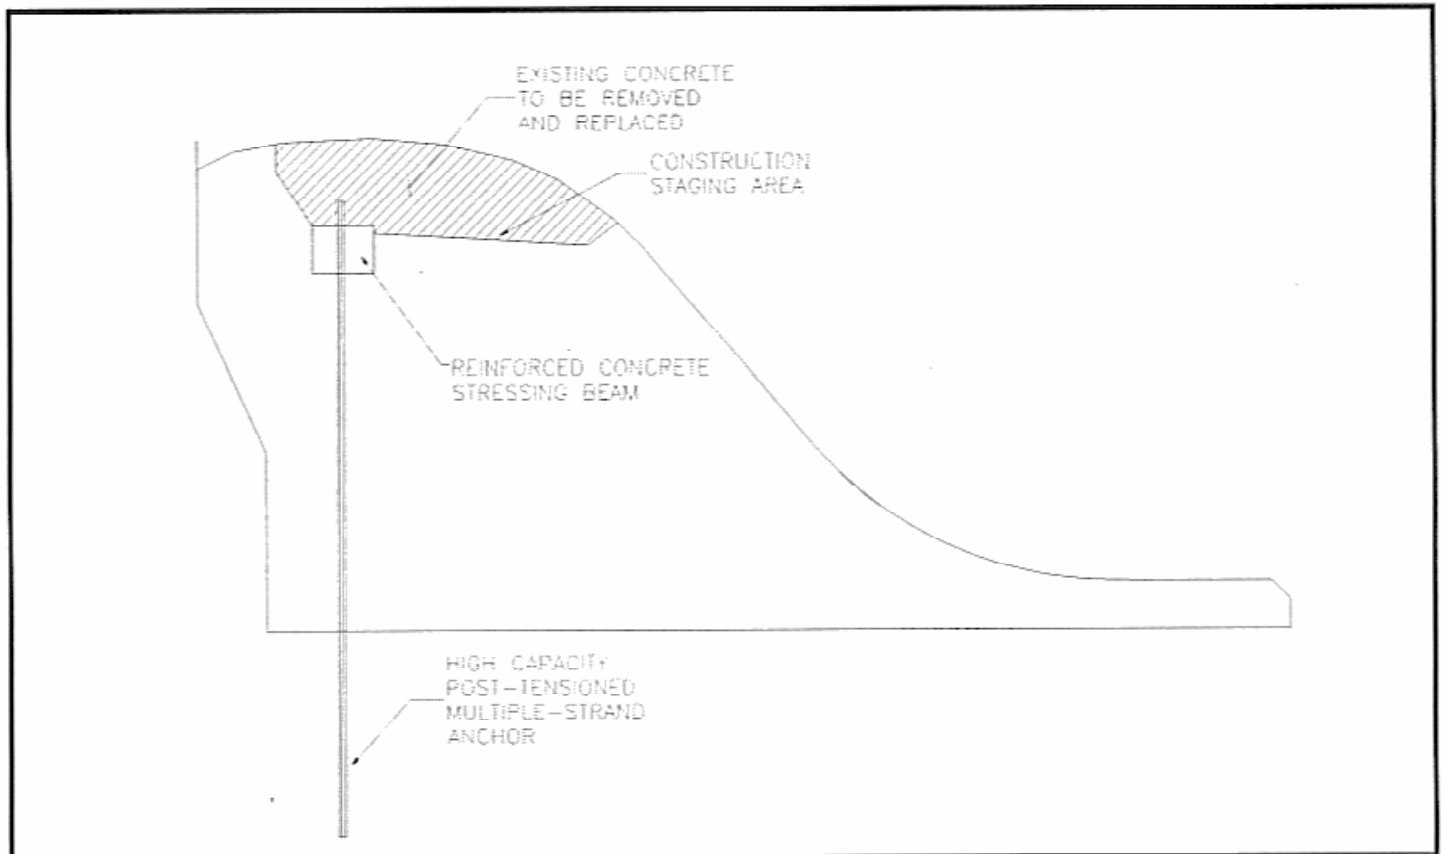 EXISTING CONCRETE
TO BE REMOVED
AND REPLACED
CONSTRUCTION
STAGING AREA
REINFORCED CONCRETE
STRESSING BEAM
HIGH CAPACITY
POST-TENSIONED
MULTIPLE-STRAND
ANCHOR